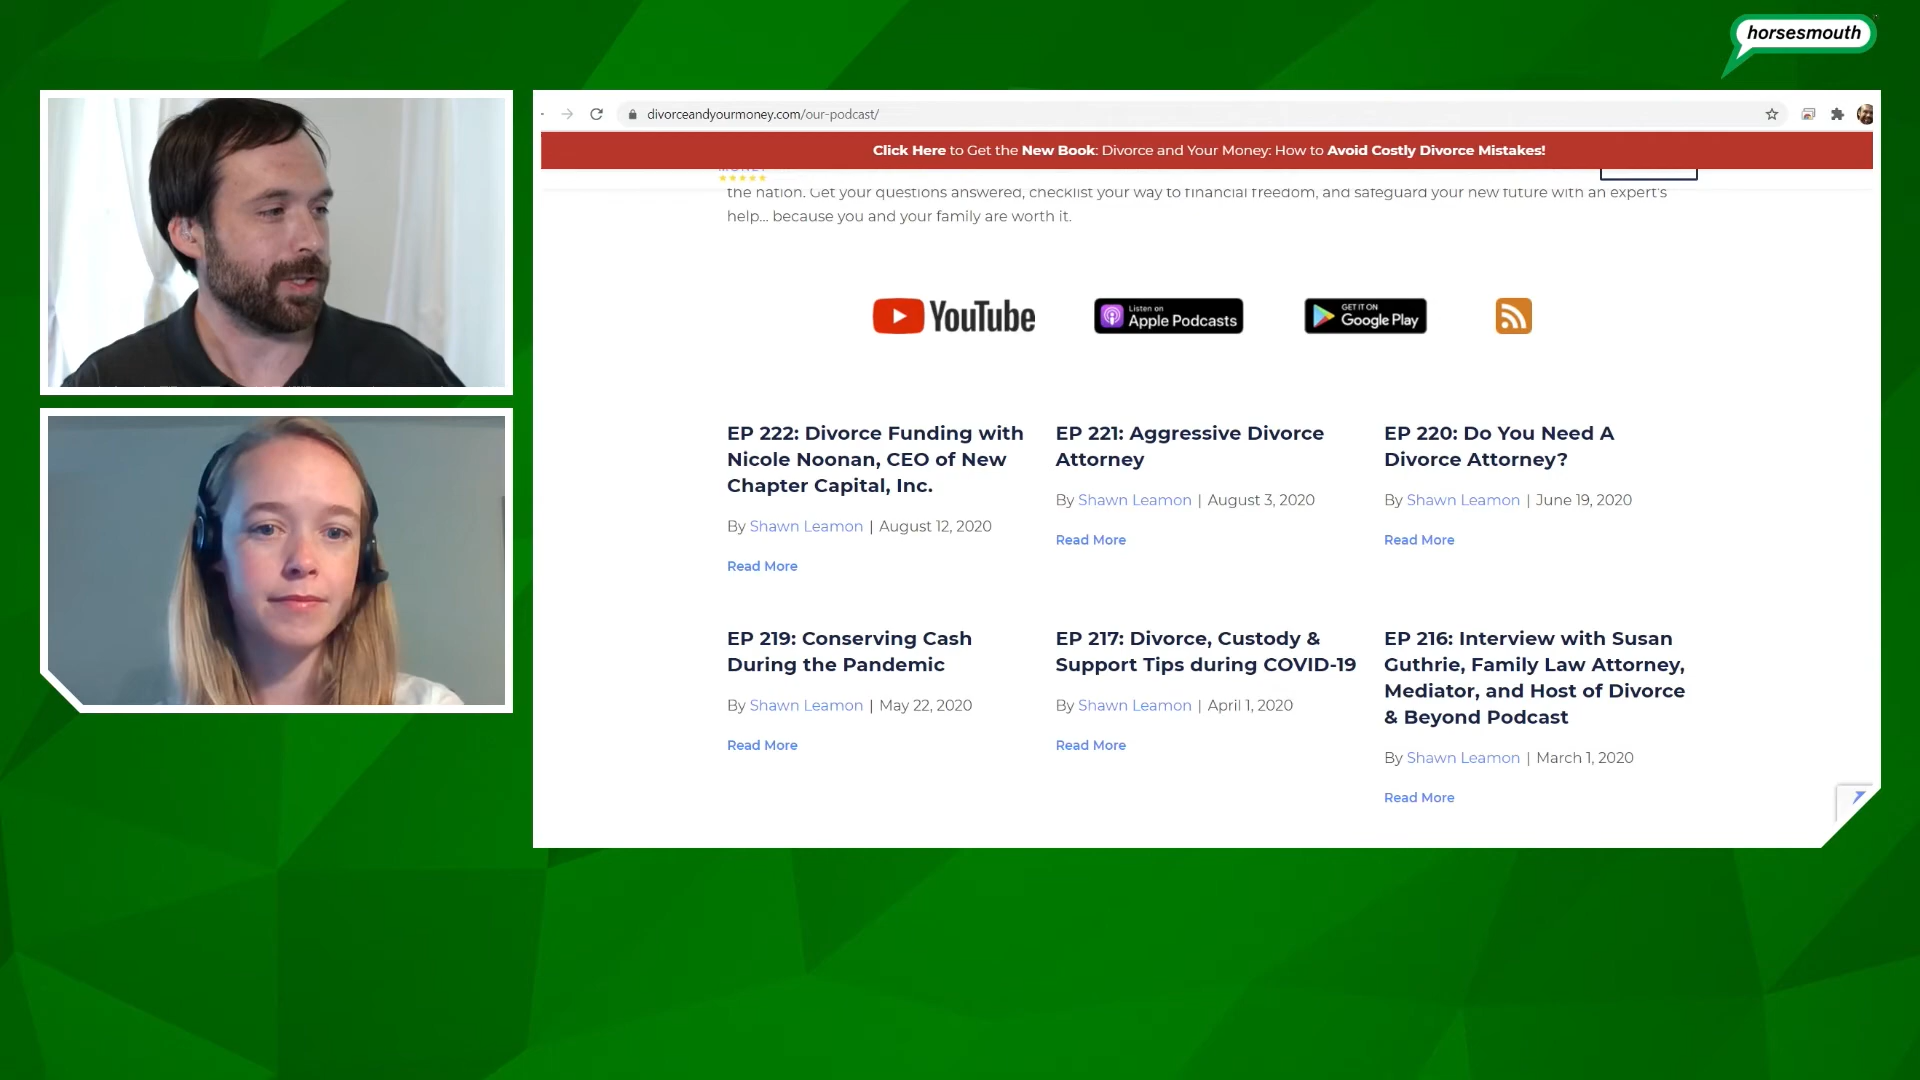 horsesmouth
divorceandyourmoney.com/our-podcast/
Click Here to Get the New Book: Divorce and Your Money: How to Avoid Costly Divorce Mistakes!
the nation. Get your questions answered, checklist your way to financial freedom, and safeguard your new future with an expert's
help... because you and your family are worth it.
YouTube
Listen on
Apple Podcasts
GET IT ON
Google Play
EP 222: Divorce Funding with
Nicole Noonan, CEO of New
Chapter Capital, Inc.
By Shawn Leamon | August 12, 2020
Read More
EP 221: Aggressive Divorce
Attorney
By Shawn Leamon | August 3, 2020
Read More
EP 220: Do You Need A
Divorce Attorney?
By Shawn Leamon | June 19, 2020
Read More
EP 219: Conserving Cash
During the Pandemic
By Shawn Leamon | May 22, 2020
Read More
EP 217: Divorce, Custody &
Support Tips during COVID-19
By Shawn Leamon | April 1, 2020
Read More
EP 216: Interview with Susan
Guthrie, Family Law Attorney,
Mediator, and Host of Divorce
& Beyond Podcast
By Shawn Leamon | March 1, 2020
Read More